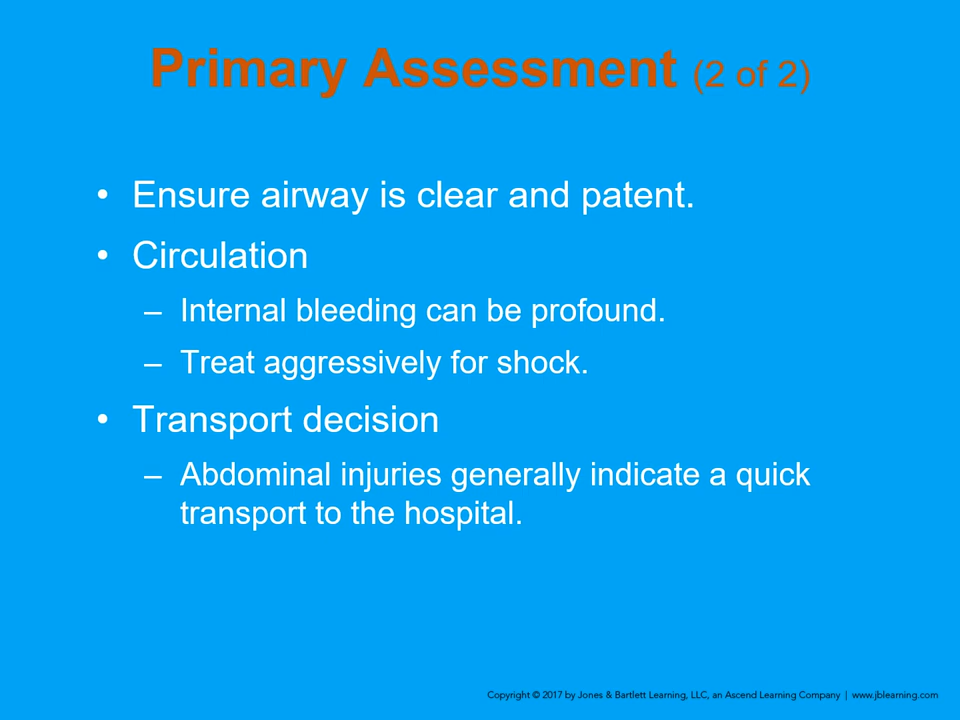 Primary Assessment (2 of 2)
• Ensure airway is clear and patent.
• Circulation
– Internal bleeding can be profound.
– Treat aggressively for shock.
• Transport decision
– Abdominal injuries generally indicate a quick
transport to the hospital.
Copyright © 2017 by Jones & Bartlett Learning, LLC, an Ascend Learning Company | www.jblearning.com